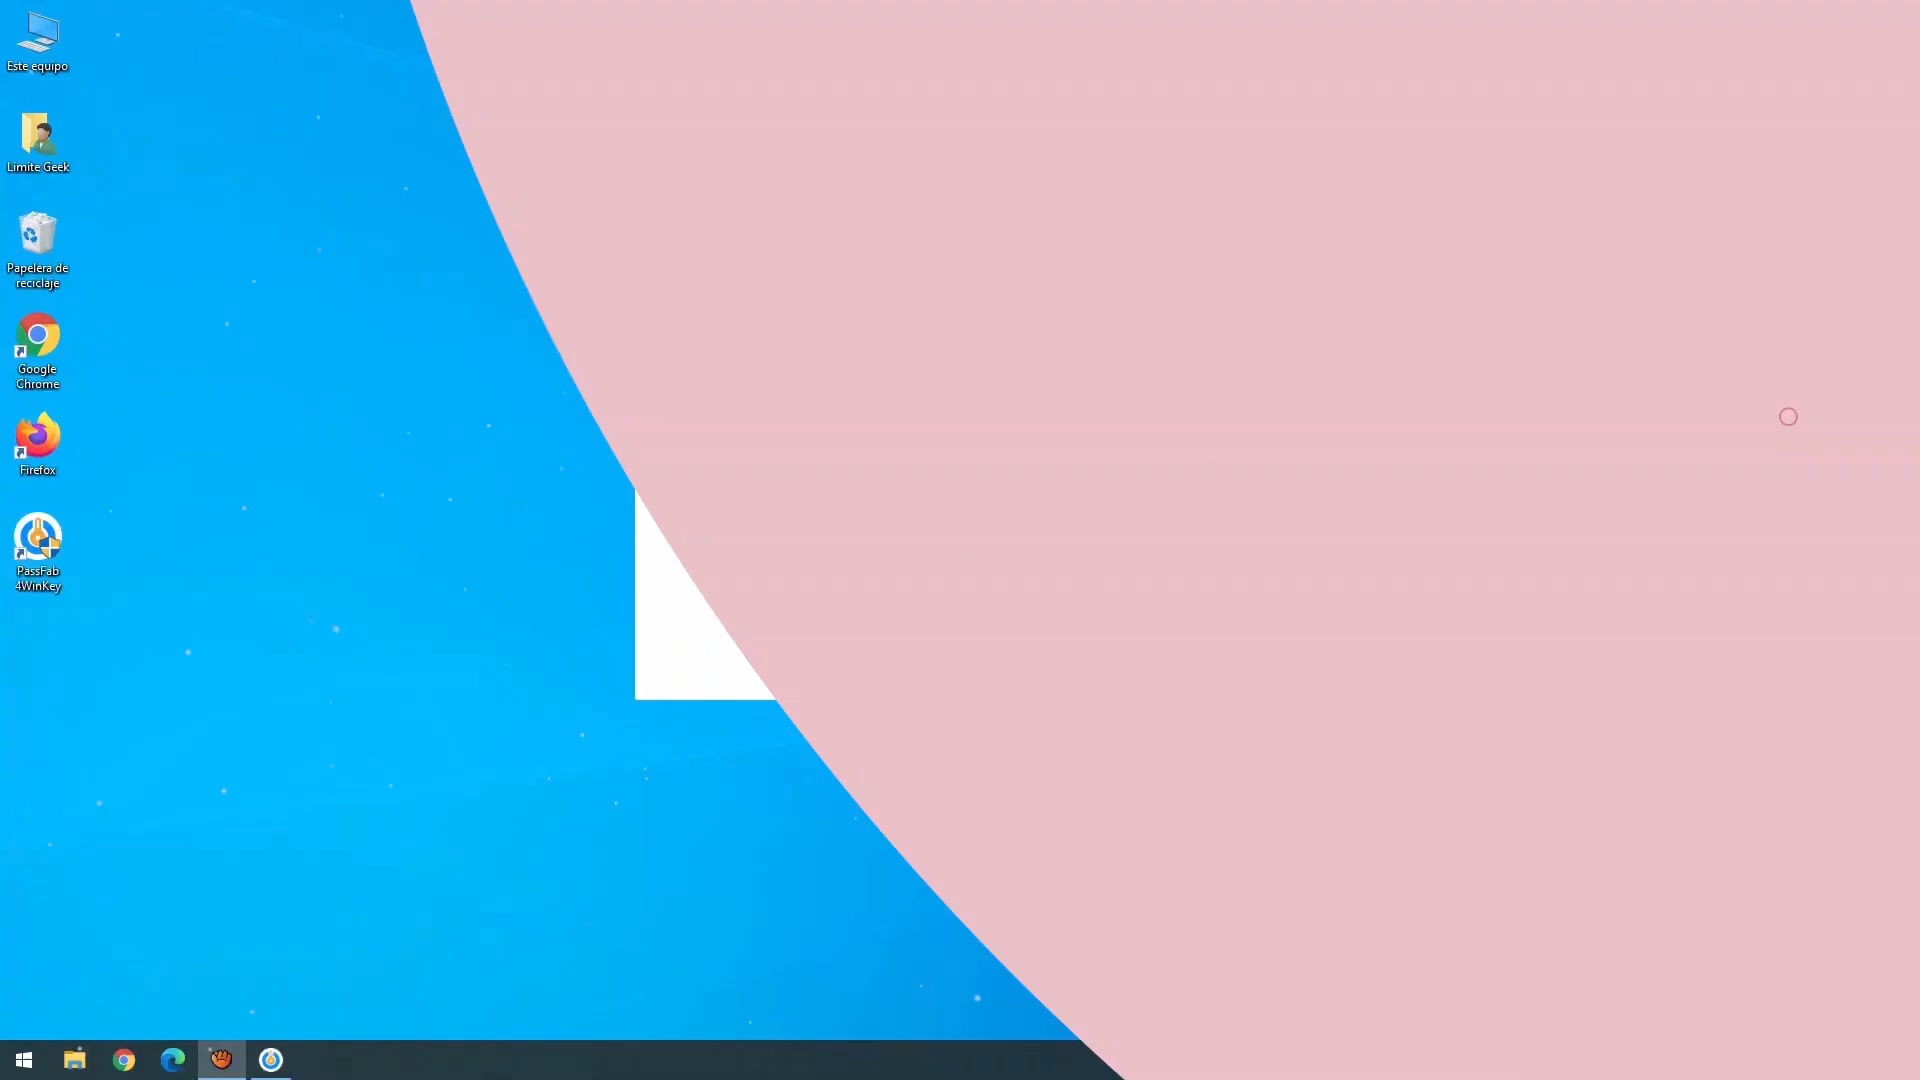 Este equipo
Limite Geek
Papelera de
reciclaje
Google
Chrome
Firefox
PassFab
4WinKey